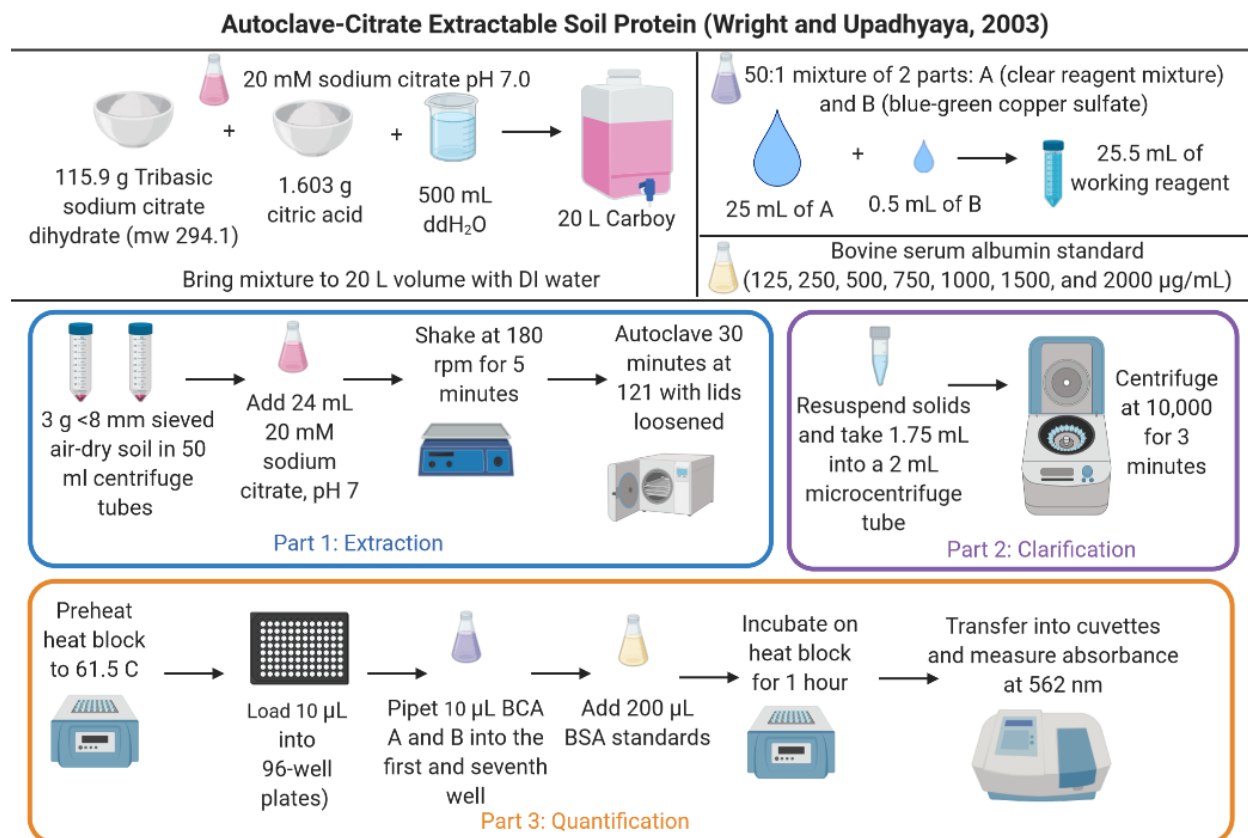 Autoclave-Citrate Extractable Soil Protein (Wright and Upadhyaya, 2003)
20 mM sodium citrate pH 7.0
+
+
115.9 g Tribasic
sodium citrate
dihydrate (mw 294.1)
1.603 g
citric acid
500 mL
ddH₂O
20 L Carboy
Bring mixture to 20 L volume with DI water
50:1 mixture of 2 parts: A (clear reagent mixture)
and B (blue-green copper sulfate)
+
25 mL of A
0.5 mL of B
25.5 mL of
working reagent
Bovine serum albumin standard
(125, 250, 500, 750, 1000, 1500, and 2000 µg/mL)
3 g <8 mm sieved
air-dry soil in 50
ml centrifuge
tubes
Add 24 mL
20 mM
sodium
citrate, pH 7
Shake at 180
rpm for 5
minutes
Autoclave 30
minutes at
121 with lids
loosened
Part 1: Extraction
Resuspend solids
and take 1.75 mL
into a 2 mL
microcentrifuge
tube
Centrifuge
at 10,000
for 3
minutes
Part 2: Clarification
Preheat
heat block
to 61.5 C
Load 10 µL
into
96-well
plates)
Pipet 10 µL BCA
A and B into the
first and seventh
well
Add 200 µL
BSA standards
Incubate on
heat block
for 1 hour
Transfer into cuvettes
and measure absorbance
at 562 nm
Part 3: Quantification